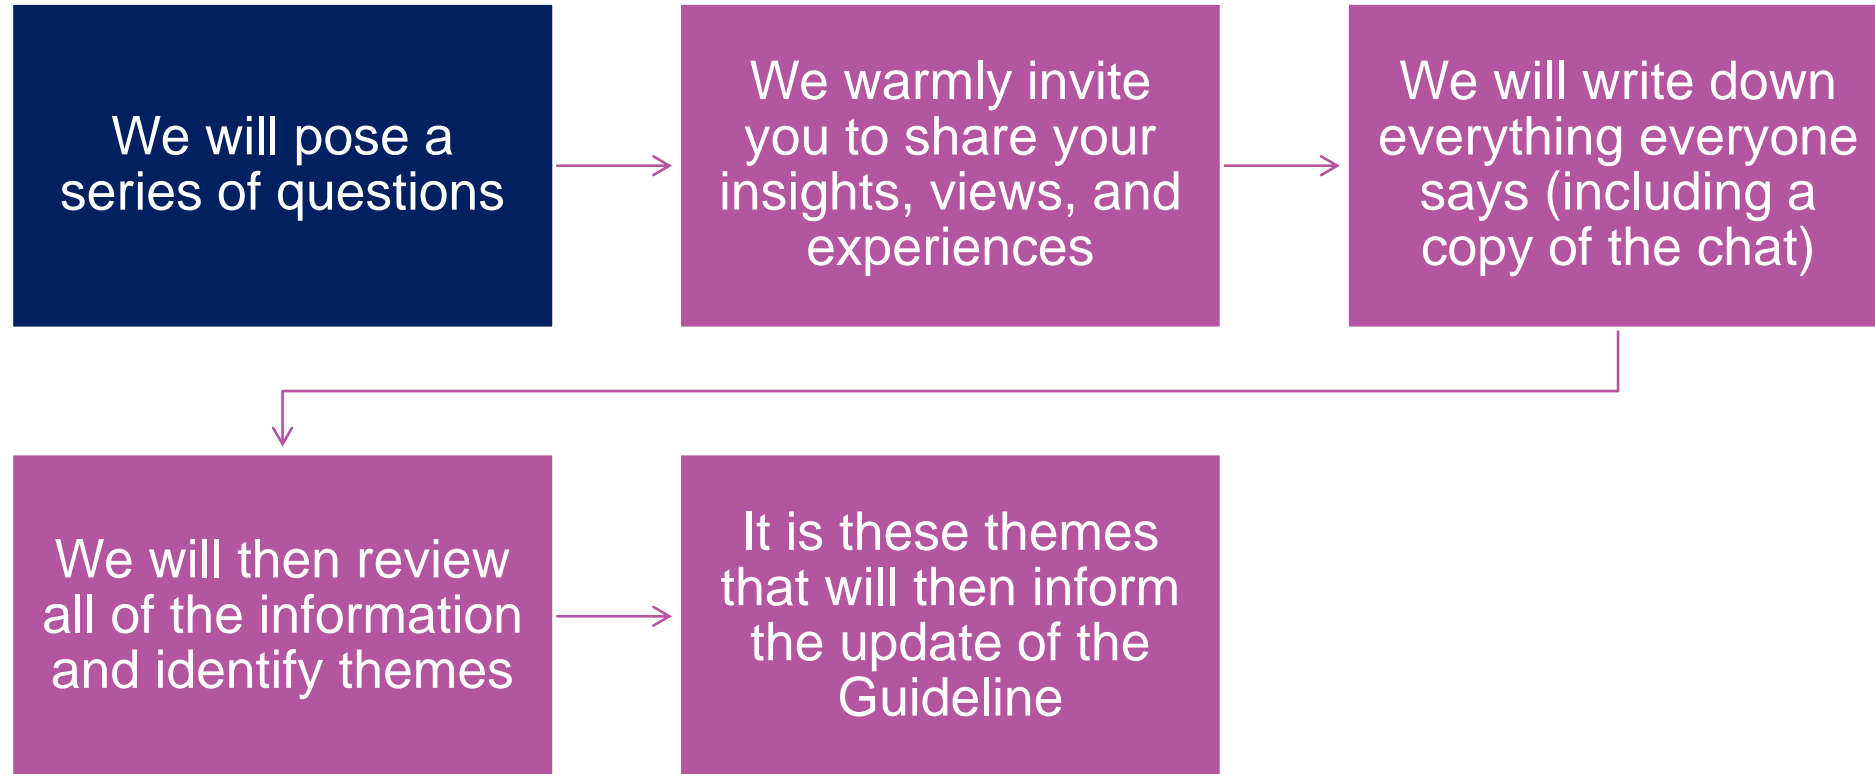 We will pose a
series of questions
We warmly invite
you to share your
insights, views, and
experiences
We will write down
everything everyone
says (including a
copy of the chat)
We will then review
all of the information
and identify themes
It is these themes
that will then inform
the update of the
Guideline